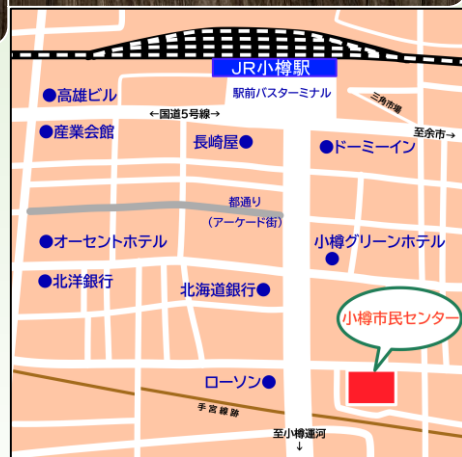 JR小樽駅
高雄ビル
駅前バスターミナル
三角市場
←国道5号線→
産業会館
長崎屋
ドーミーイン
至余市→
都通り
(アーケード街)
オーセントホテル
小樽グリーンホテル
北洋銀行
北海道銀行
小樽市民センター
ローソン
手宮線跡
至小樽運河
↓